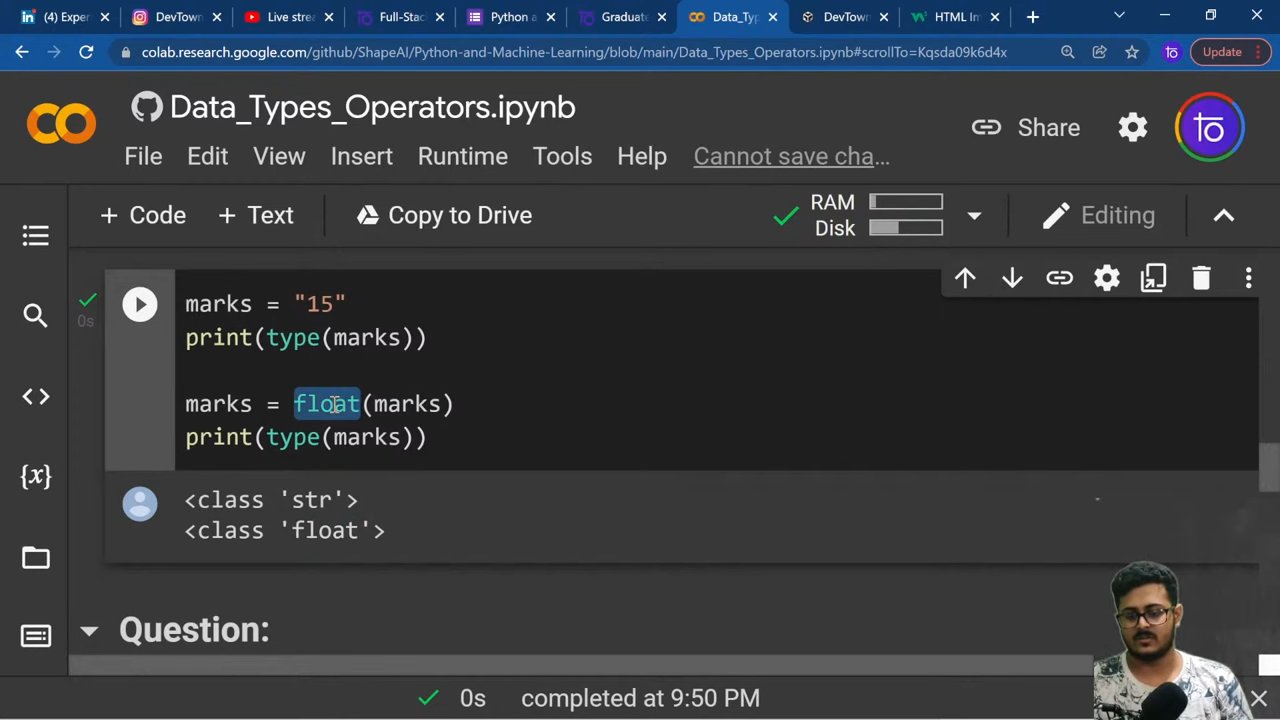 (4) Exper
DevTown
Live stre
Full-Stac
Python a
Graduate
Data_Typ
DevTown
HTML In
colab.research.google.com/github/ShapeAI/Python-and-Machine-Learning/blob/main/Data_Types_Operators.ipynb#scrollTo=Kqsda09k6d4x
Update
Data_Types_Operators.ipynb
Share
File Edit View Insert Runtime Tools Help Cannot save cha...
+ Code + Text Copy to Drive
RAM
Disk
Editing
0s
marks = "15"
print(type(marks))
marks = float(marks)
print(type(marks))
<class 'str'>
<class 'float'>
Question:
0s completed at 9:50 PM